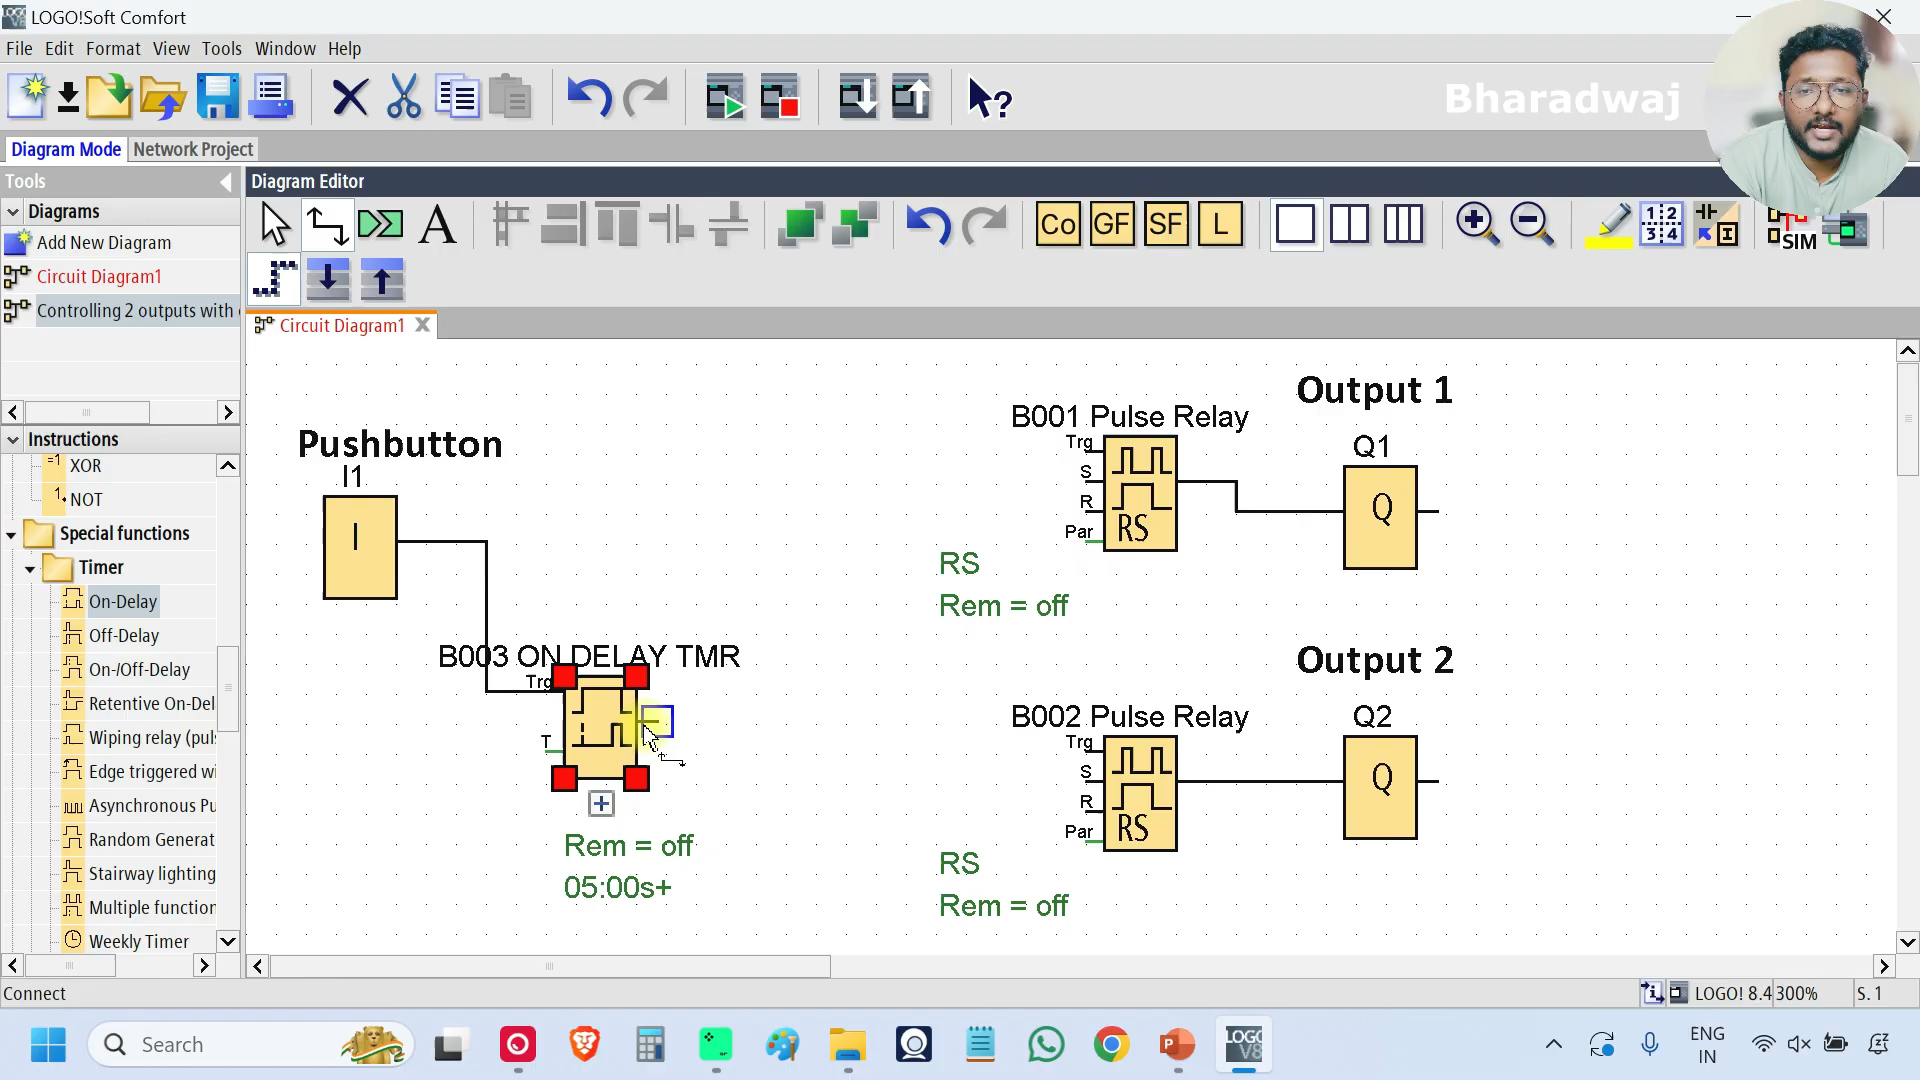 LOGO!Soft Comfort
File Edit Format View Tools Window Help
Bharadwaj
Diagram Mode Network Project
Tools
Diagram Editor
Diagrams
Add New Diagram
Circuit Diagram1
Controlling 2 outputs with
Co GF SF L
SIM
Circuit Diagram1
Instructions
XOR
NOT
Special functions
Timer
On-Delay
Off-Delay
On-/Off-Delay
Retentive On-Del
Wiping relay (pul
Edge triggered wi
Asynchronous Pu
Random Generat
Stairway lighting
Multiple function
Weekly Timer
Pushbutton
I1
I
B003 ON DELAY TMR
Trg
T
Rem = off
05:00s+
Output 1
B001 Pulse Relay
Q1
Trg
S
R
Par
RS
Q
RS
Rem = off
Output 2
B002 Pulse Relay
Q2
Trg
S
R
Par
RS
Q
RS
Rem = off
Connect
LOGO! 8.4 300% S. 1
Search
LOGO
V8
ENG
IN